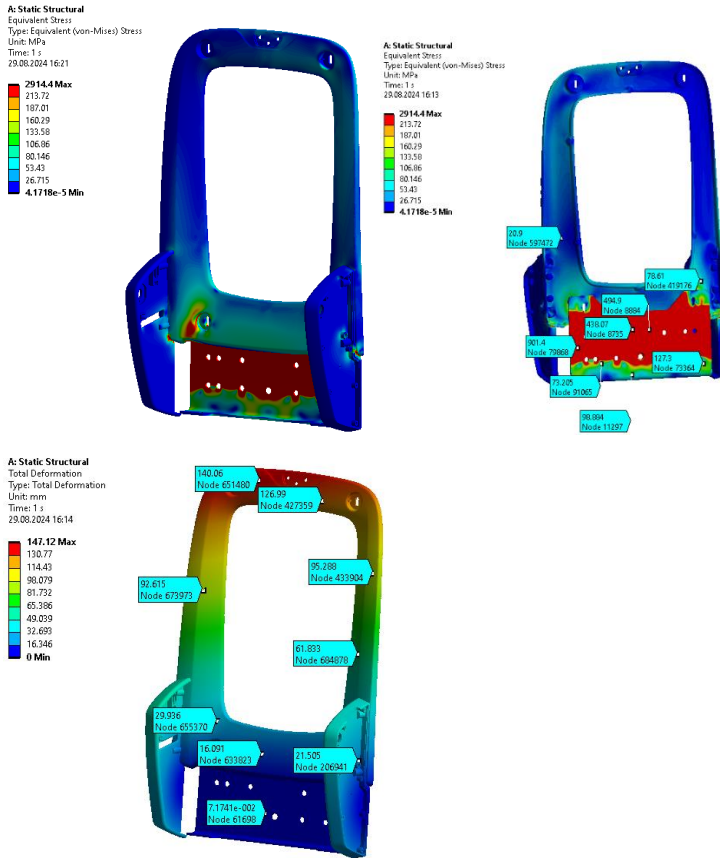 A: Static Structural
Equivalent Stress
Type: Equivalent (von-Mises) Stress
Unit: MPa
Time: 1 s
29.08.2024 16:21
2914.4 Max
213.72
187.01
160.29
133.58
106.86
80.146
53.43
26.715
4.1718e-5 Min
A: Static Structural
Equivalent Stress
Type: Equivalent (von-Mises) Stress
Unit: MPa
Time: 1 s
29.08.2024 16:13
2914.4 Max
213.72
187.01
160.29
133.58
106.86
80.146
53.43
26.715
4.1718e-5 Min
20.9
Node 597472
78.61
Node 419176
494.9
Node 8884
438.07
Node 8735
901.4
Node 79868
127.3
Node 73364
73.205
Node 91065
98.884
Node 11297
A: Static Structural
Total Deformation
Type: Total Deformation
Unit: mm
Time: 1 s
29.08.2024 16:14
147.12 Max
130.77
114.43
98.079
81.732
65.386
49.039
32.693
16.346
0 Min
140.06
Node 651480
126.99
Node 427359
95.288
Node 433904
92.615
Node 673973
61.833
Node 684878
29.936
Node 655370
16.091
Node 633823
21.505
Node 206941
7.1741e-002
Node 61698